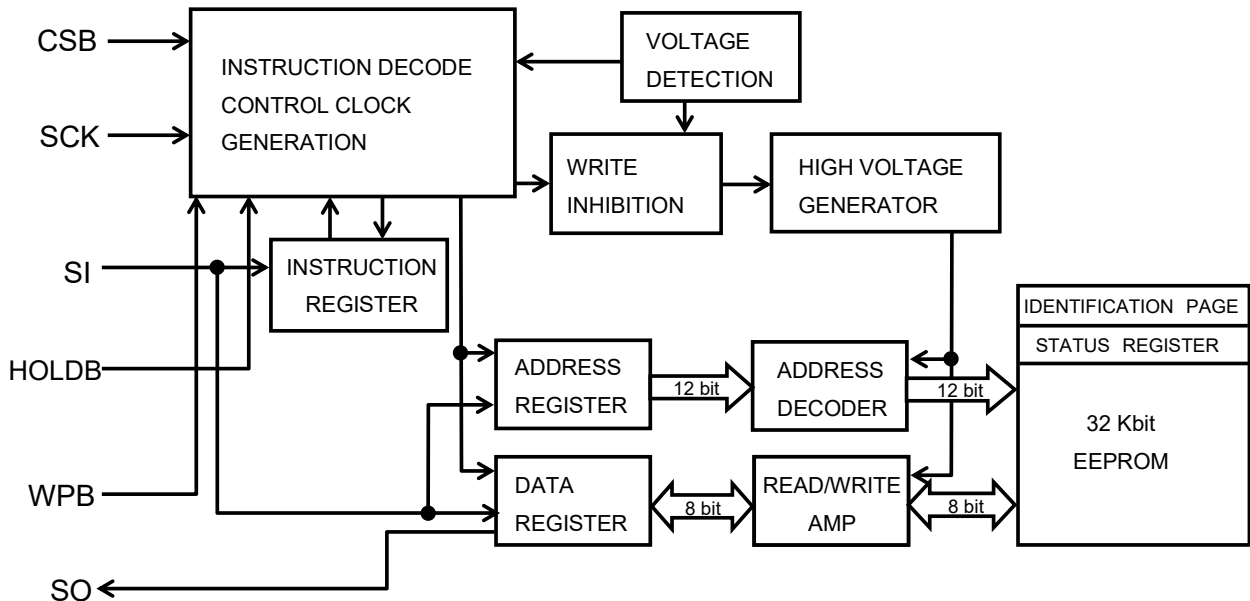 CSB
SCK
SI
HOLDB
WPB
SO
INSTRUCTION DECODE
CONTROL CLOCK
GENERATION
VOLTAGE
DETECTION
WRITE
INHIBITION
HIGH VOLTAGE
GENERATOR
INSTRUCTION
REGISTER
ADDRESS
REGISTER
12 bit
ADDRESS
DECODER
12 bit
DATA
REGISTER
8 bit
READ/WRITE
AMP
8 bit
IDENTIFICATION PAGE
STATUS REGISTER
32 Kbit
EEPROM